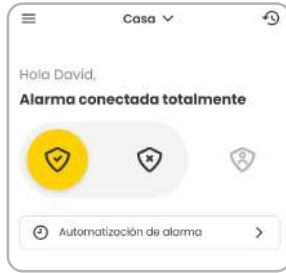 Casa
Hola David,
Alarma conectada totalmente
Automatización de alarma